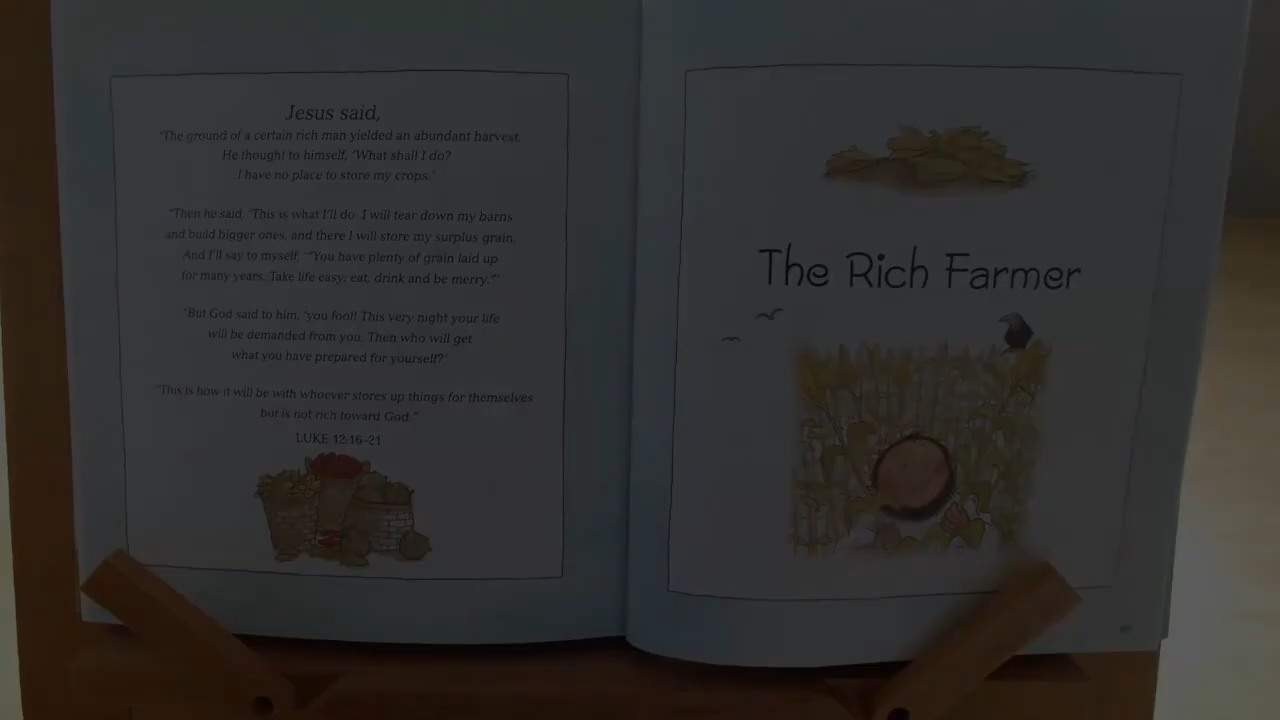 Jesus said,
"The ground of a certain rich man yielded an abundant harvest.
He thought to himself, 'What shall I do?
I have no place to store my crops.'
"Then he said, 'This is what I'll do. I will tear down my barns
and build bigger ones, and there I will store my surplus grain.
And I'll say to myself, '"You have plenty of grain laid up
for many years. Take life easy; eat, drink and be merry."'
"But God said to him, 'you fool! This very night your life
will be demanded from you. Then who will get
what you have prepared for yourself?'
"This is how it will be with whoever stores up things for themselves
but is not rich toward God."
LUKE 12:16–21
The Rich Farmer